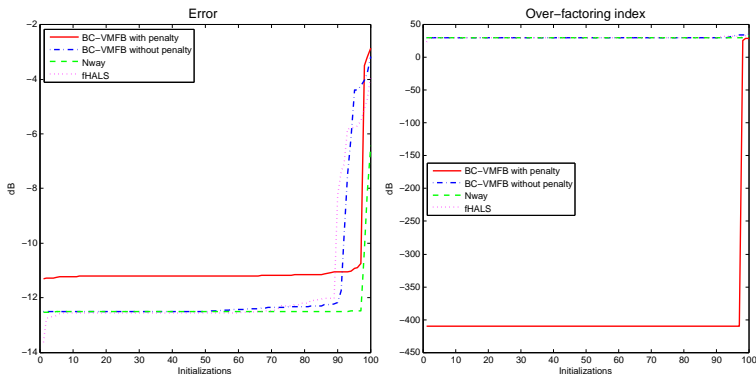 Error
BC−VMFB with penalty
BC−VMFB without penalty
Nway
fHALS
−2
−4
−6
−8
−10
−12
−14
dB
0 10 20 30 40 50 60 70 80 90 100
Initializations
Over−factoring index
50
0
−50
−100
−150
−200
−250
−300
−350
−400
−450
dB
BC−VMFB with penalty
BC−VMFB without penalty
Nway
fHALS
0 10 20 30 40 50 60 70 80 90 100
Initializations